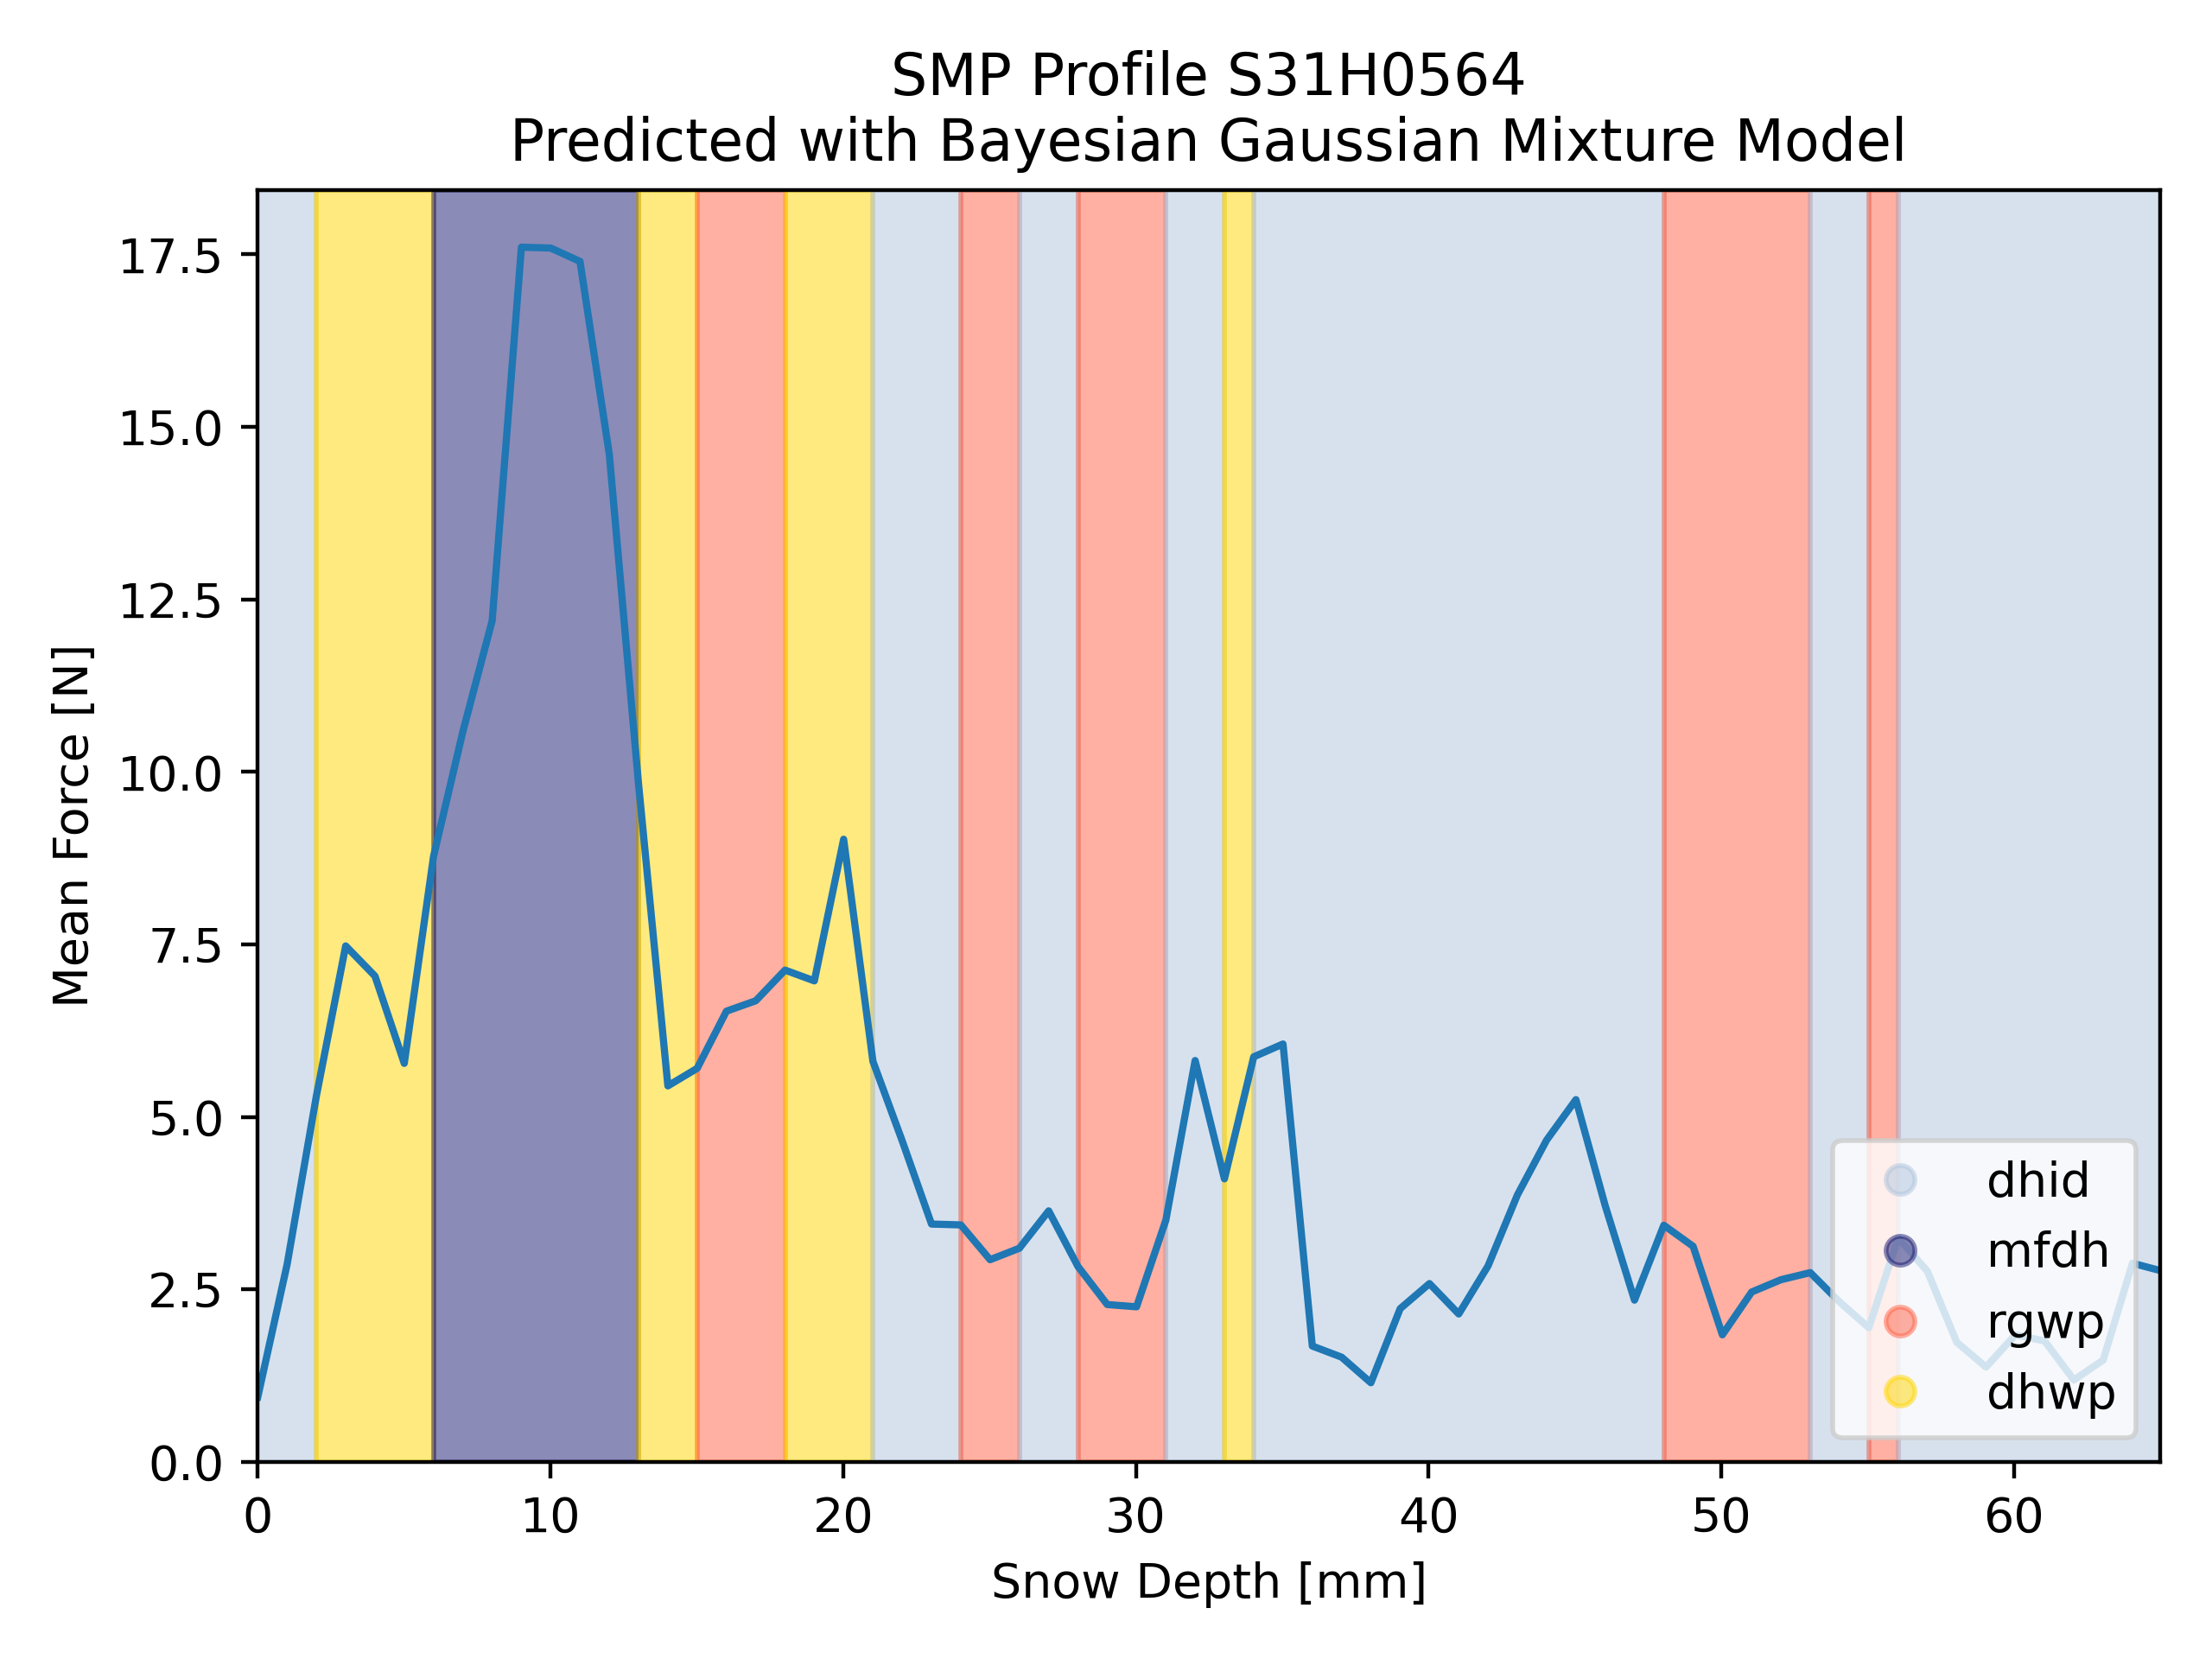 SMP Profile S31H0564
Predicted with Bayesian Gaussian Mixture Model
Mean Force [N]
17.5
15.0
12.5
10.0
7.5
5.0
2.5
0.0
dhid
mfdh
rgwp
dhwp
0 10 20 30 40 50 60
Snow Depth [mm]